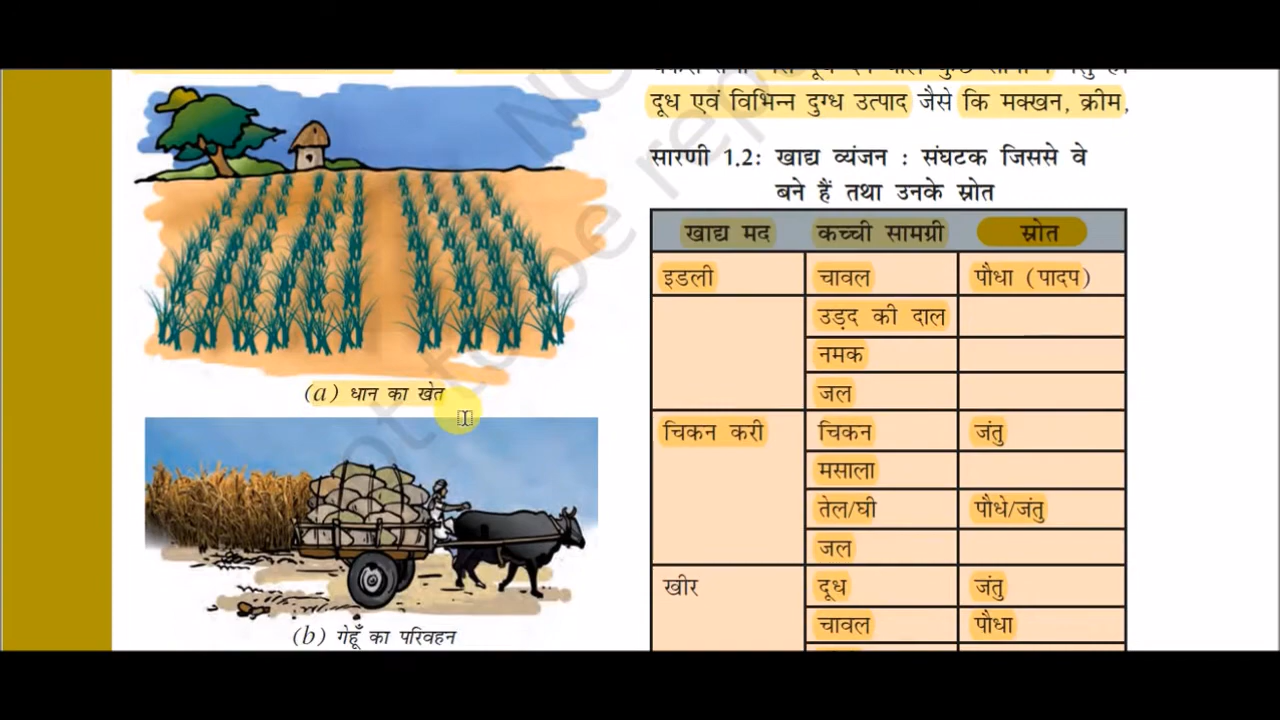 दूध एवं विभिन्न दुग्ध उत्पाद जैसे कि मक्खन, क्रीम,
सारणी 1.2: खाद्य व्यंजन : संघटक जिससे वे
बने हैं तथा उनके स्रोत
खाद्य मद कच्ची सामग्री स्रोत
इडली चावल पौधा (पादप)
उड़द की दाल
नमक
जल
चिकन करी चिकन जंतु
मसाला
तेल/घी पौधे/जंतु
जल
खीर दूध जंतु
चावल पौधा
(a) धान का खेत
(b) गेहूँ का परिवहन